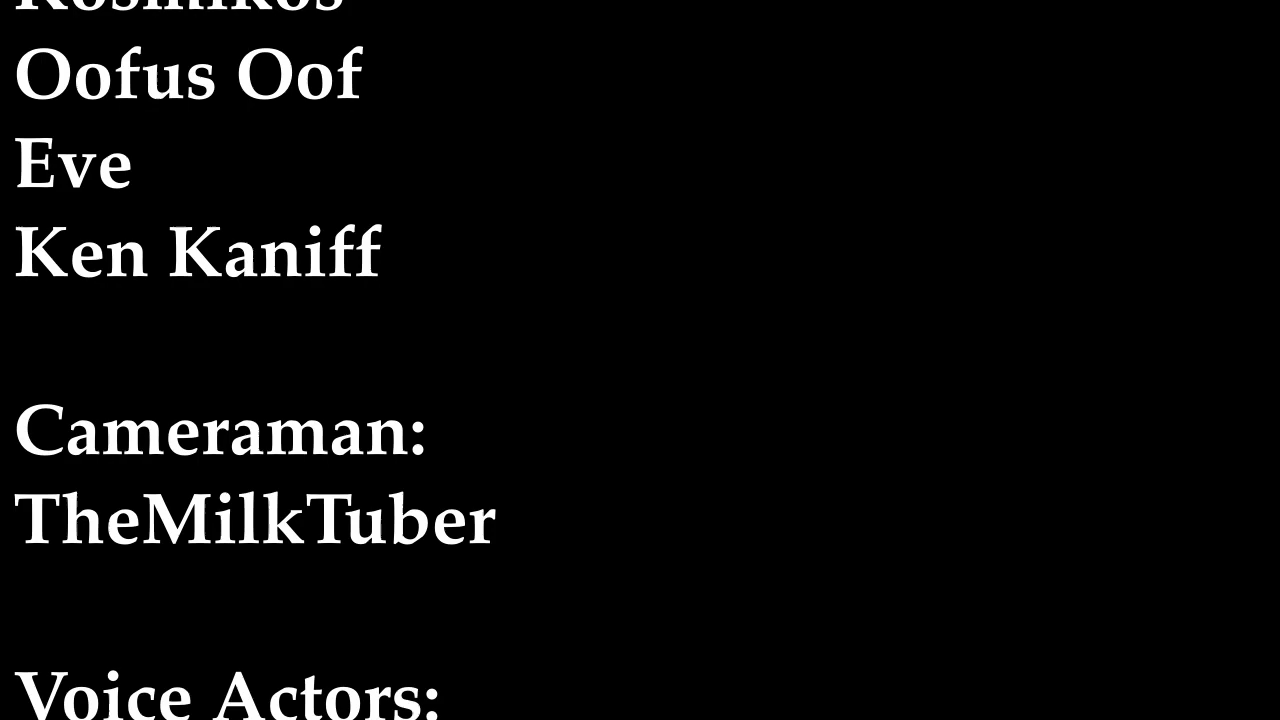 Oofus Oof
Eve
Ken Kaniff
Cameraman:
TheMilkTuber
Voice Actors: